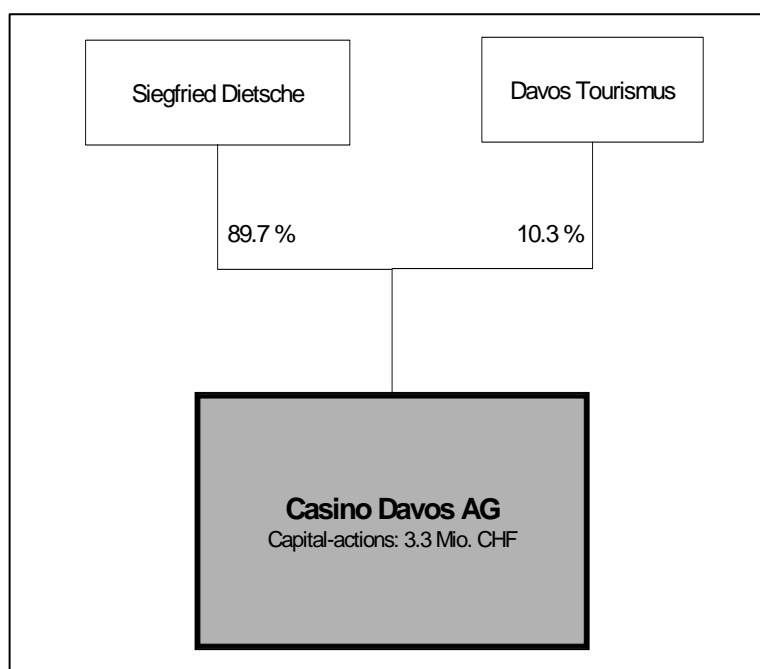 Siegfried Dietsche
Davos Tourismus
89.7 %
10.3 %
Casino Davos AG
Capital-actions: 3.3 Mio. CHF